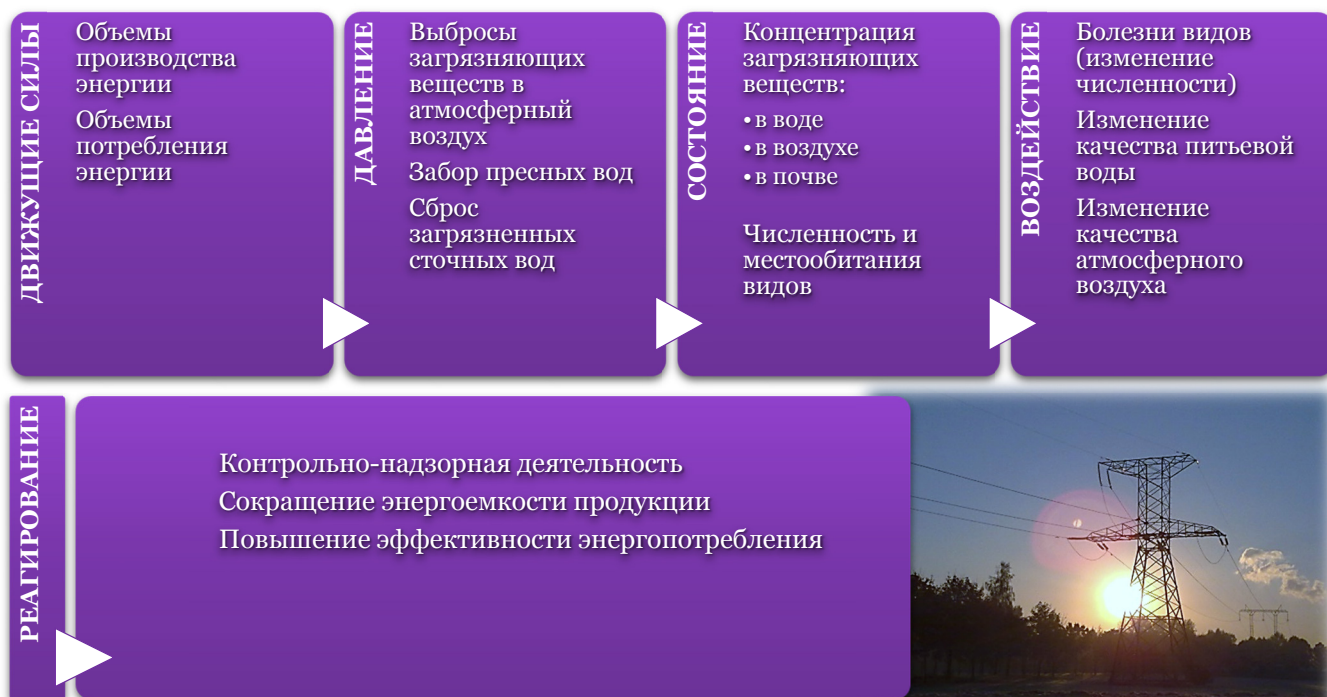 ДВИЖУЩИЕ СИЛЫ
Объемы
производства
энергии
Объемы
потребления
энергии
ДАВЛЕНИЕ
Выбросы
загрязняющих
веществ в
атмосферный
воздух
Забор пресных вод
Сброс
загрязненных
сточных вод
СОСТОЯНИЕ
Концентрация
загрязняющих
веществ:
• в воде
• в воздухе
• в почве
Численность и
местообитания
видов
ВОЗДЕЙСТВИЕ
Болезни видов
(изменение
численности)
Изменение
качества питьевой
воды
Изменение
качества
атмосферного
воздуха
РЕАГИРОВАНИЕ
Контрольно-надзорная деятельность
Сокращение энергоемкости продукции
Повышение эффективности энергопотребления